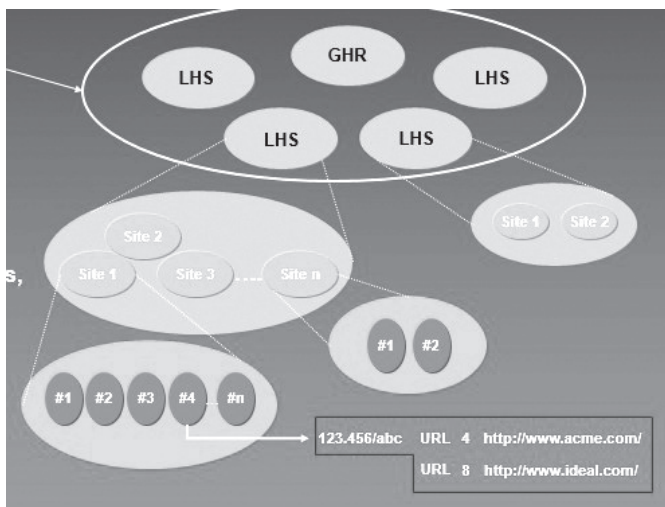 GHR
LHS
LHS
LHS
LHS
Site 1
Site 2
Site 2
Site 1
Site 3
Site n
s,
#1
#2
#1
#2
#3
#4
#n
123.456/abc URL 4 http://www.acme.com/
URL 8 http://www.ideal.com/